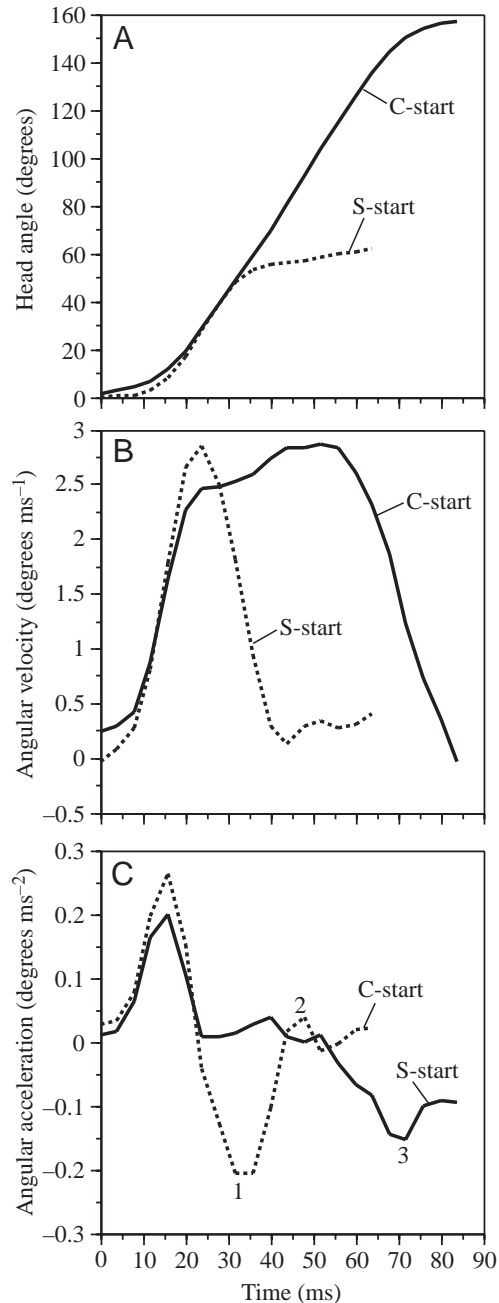 A
Head angle (degrees)
160
140
120
100
80
60
40
20
0
C-start
S-start
B
Angular velocity (degrees ms⁻¹)
3
2.5
2
1.5
1
0.5
0
–0.5
C-start
S-start
C
Angular acceleration (degrees ms⁻²)
0.3
0.2
0.1
0
–0.1
–0.2
–0.3
2
C-start
S-start
1
3
0 10 20 30 40 50 60 70 80 90
Time (ms)